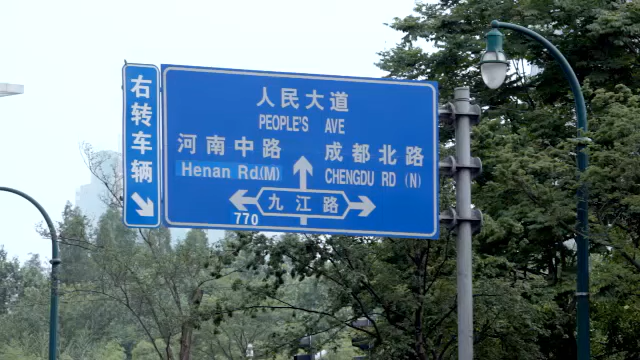 右转车辆
人民大道
PEOPLE'S AVE
河南中路
Henan Rd.(M)
成都北路
CHENGDU RD (N)
九江路
770